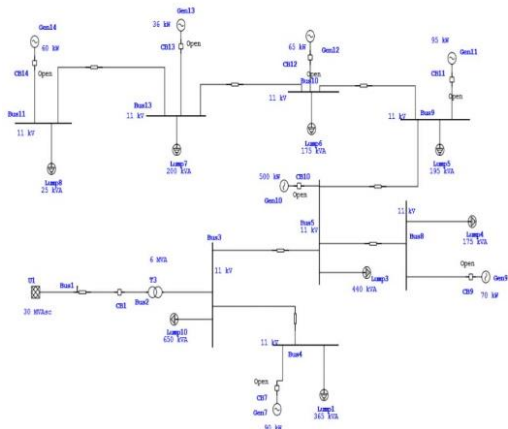 Gen14
60 kW
CB14
Open
Bus11
11 kV
Lump8
25 kVA
Gen13
36 kW
CB13
Open
Bus13
11 kV
Lump7
200 kVA
Gen12
65 kW
CB12
Open
Bus10
11 kV
Lump6
175 kVA
Gen11
95 kW
CB11
Open
Bus9
11 kV
Lump5
195 kVA
500 kW
CB10
Gen10
Open
Bus5
11 kV
11 kV
Lump4
175 kVA
Bus8
Open
Gen9
CB9
70 kW
Lump3
440 kVA
Bus3
11 kV
6 MVA
U1
Bus1
T3
CB1
Bus2
30 MVAsc
Lump10
650 kVA
11 kV
Bus4
Open
CB7
Gen7
90 kW
Lump1
365 kVA